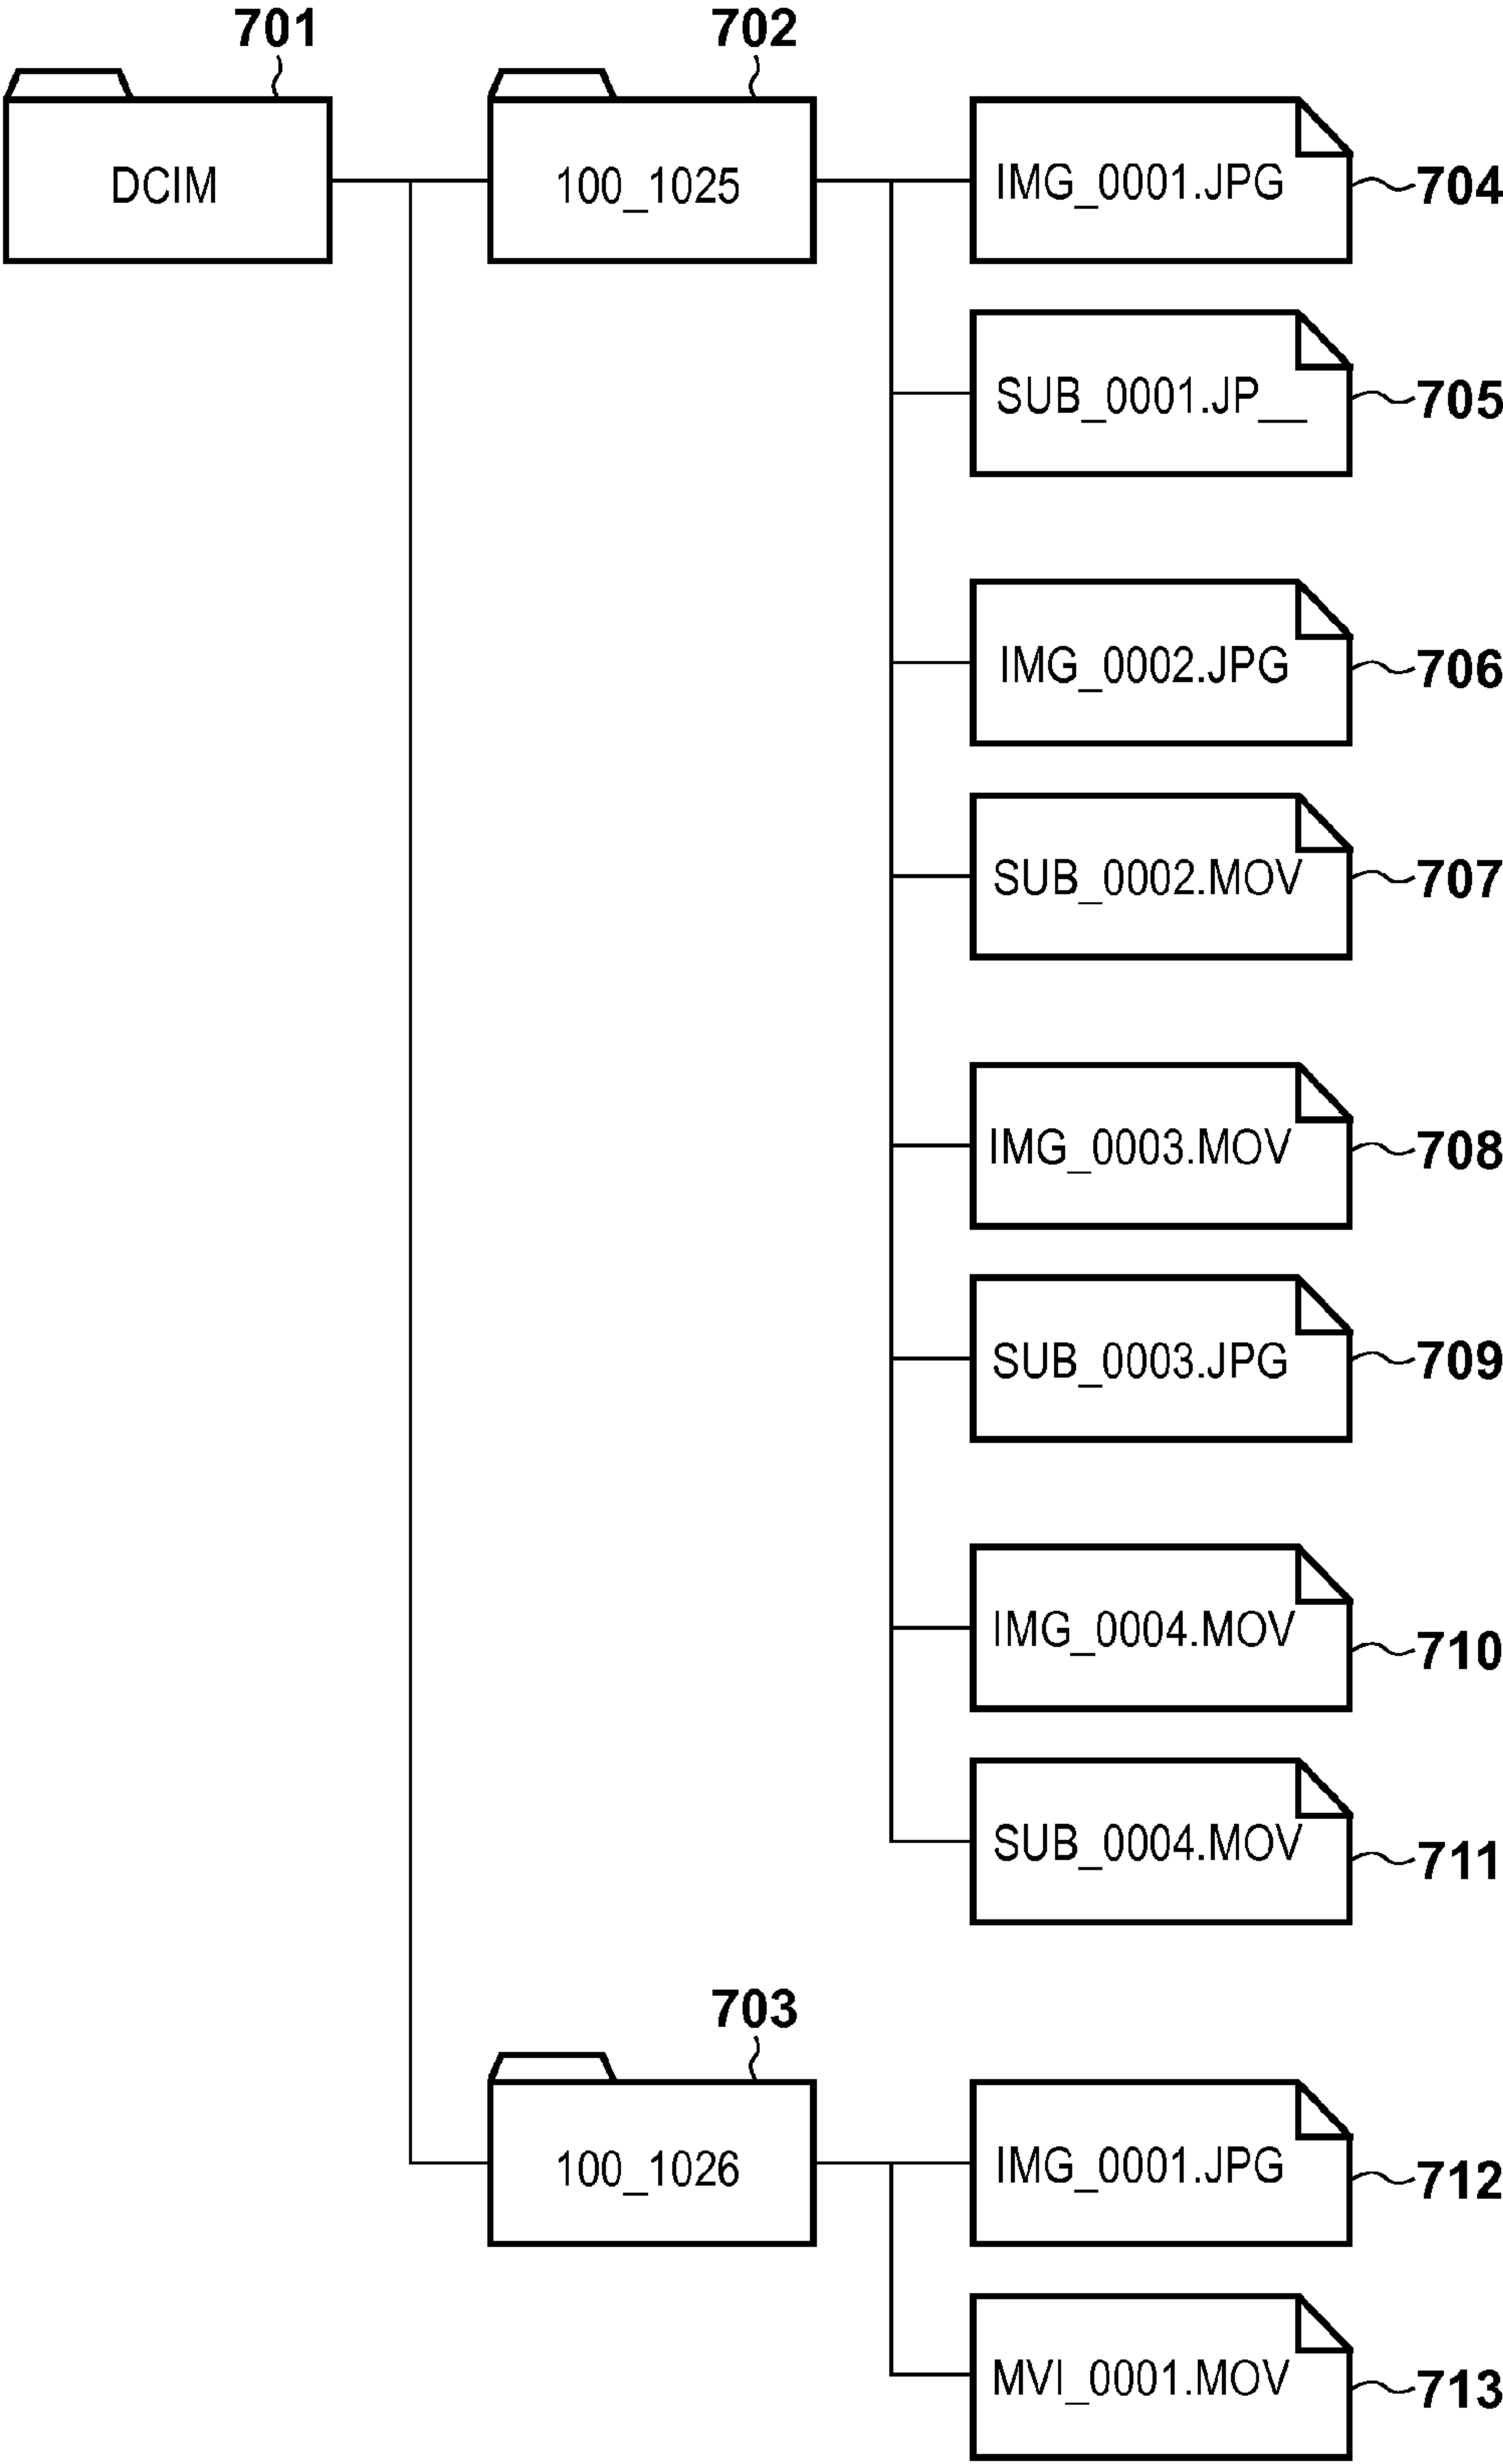 701
702
DCIM
100_1025
IMG_0001.JPG
704
SUB_0001.JP__
705
IMG_0002.JPG
706
SUB_0002.MOV
707
IMG_0003.MOV
708
SUB_0003.JPG
709
IMG_0004.MOV
710
SUB_0004.MOV
711
703
100_1026
IMG_0001.JPG
712
MVI_0001.MOV
713